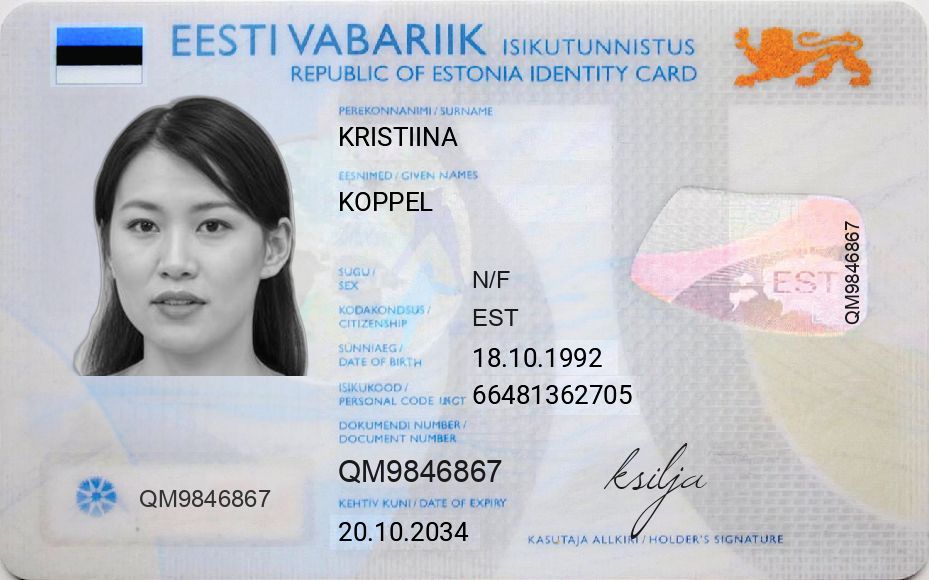 EESTI VABARIIK ISIKUTUNNISTUS
REPUBLIC OF ESTONIA IDENTITY CARD
PEREKONNANIMI / SURNAME
KRISTIINA
EESNIMED / GIVEN NAMES
KOPPEL
SUGU /
SEX
N/F
KODAKONDSUS /
CITIZENSHIP
EST
SÜNNIAEG /
DATE OF BIRTH
18.10.1992
ISIKUKOOD /
PERSONAL CODE
66481362705
DOKUMENDI NUMBER /
DOCUMENT NUMBER
QM9846867
KEHTIV KUNI / DATE OF EXPIRY
20.10.2034
QM9846867
EST
QM9846867
ksilja
KASUTAJA ALLKIRI / HOLDER'S SIGNATURE